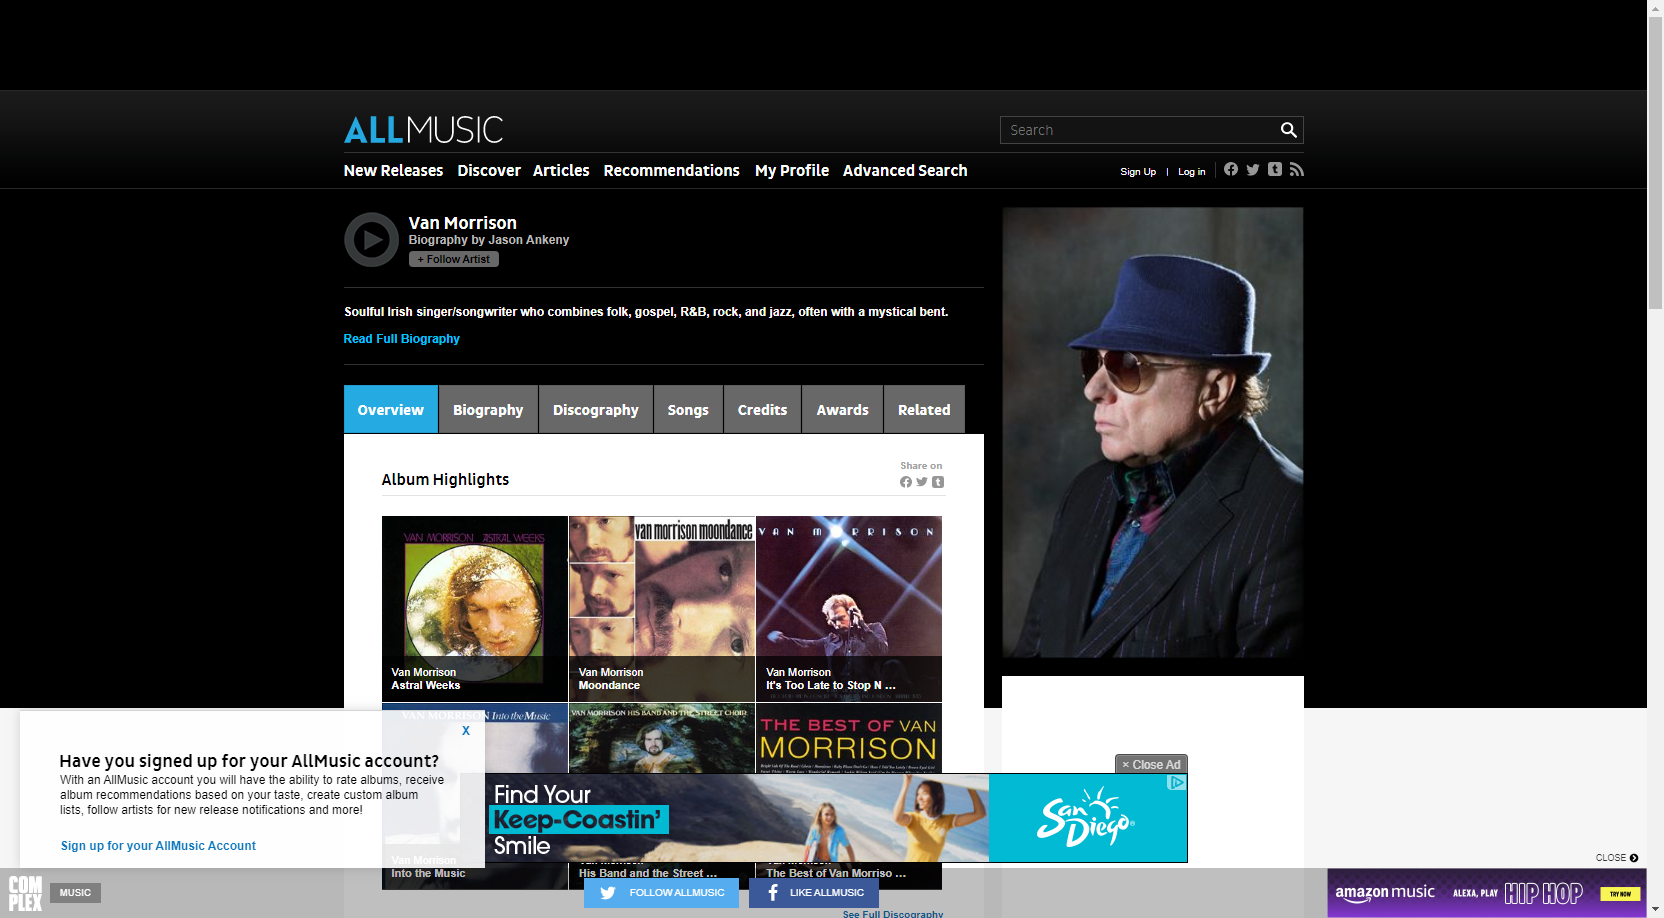 ALLMUSIC
Search
New Releases Discover Articles Recommendations My Profile Advanced Search
Sign Up | Log in
Van Morrison
Biography by Jason Ankeny
+ Follow Artist
Soulful Irish singer/songwriter who combines folk, gospel, R&B, rock, and jazz, often with a mystical bent.
Read Full Biography
Overview Biography Discography Songs Credits Awards Related
Share on
Album Highlights
VAN MORRISON ASTRAL WEEKS
van morrison moondance
VAN MORRISON
Van Morrison
Astral Weeks
Van Morrison
Moondance
Van Morrison
It's Too Late to Stop N ...
VAN MORRISON Into the Music
VAN MORRISON HIS BAND AND THE STREET CHOIR
THE BEST OF VAN
MORRISON
X
Have you signed up for your AllMusic account?
With an AllMusic account you will have the ability to rate albums, receive
album recommendations based on your taste, create custom album
lists, follow artists for new release notifications and more!
Sign up for your AllMusic Account
× Close Ad
Find Your
Keep-Coastin'
Smile
San Diego
Van Morrison
Into the Music
Van Morrison
His Band and the Street ...
Van Morrison
The Best of Van Morriso ...
CLOSE
COMPLEX
MUSIC
FOLLOW ALLMUSIC
LIKE ALLMUSIC
See Full Discography
amazon music
ALEXA, PLAY
HIP HOP
TRY NOW